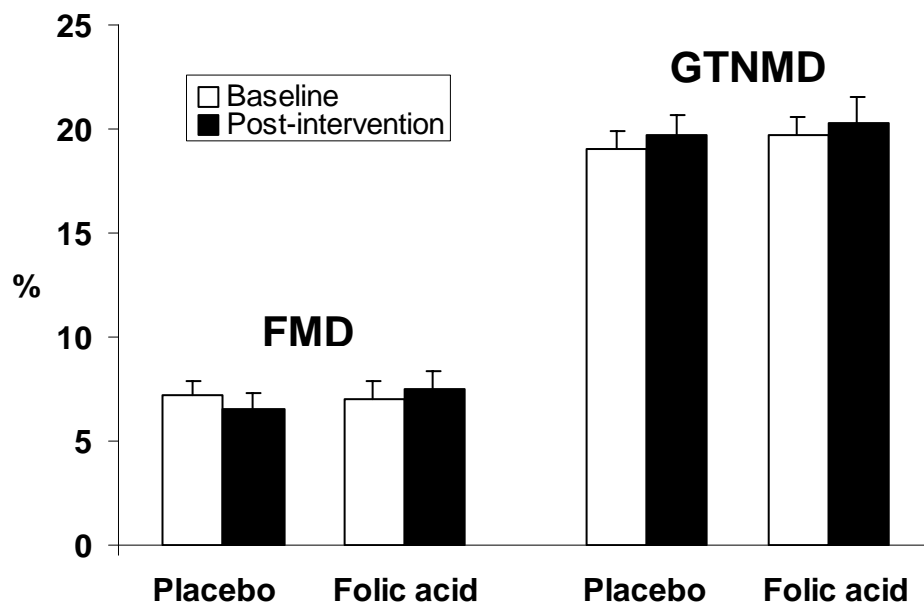 25
GTNMD
Baseline
Post-intervention
20
15
%
10
FMD
5
0
Placebo Folic acid Placebo Folic acid